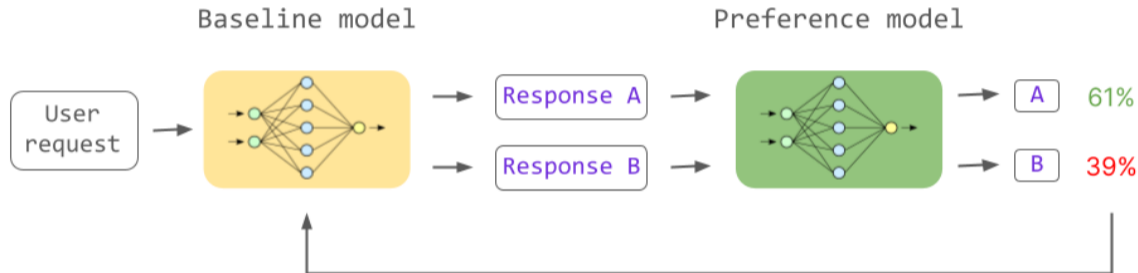 Baseline model
Preference model
User
request
Response A
Response B
A
61%
B
39%